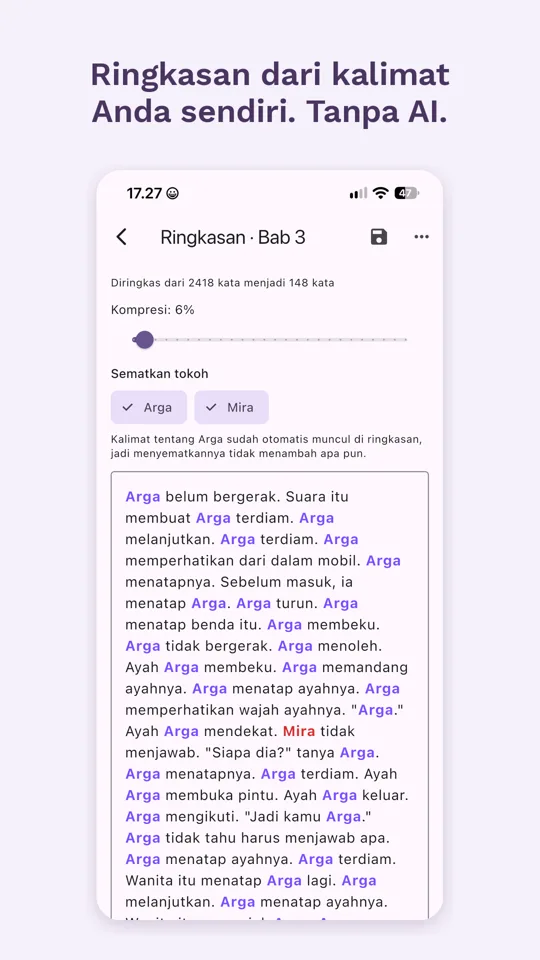 Ringkasan dari kalimat
Anda sendiri. Tanpa AI.
17.27
47
Ringkasan · Bab 3
Diringkas dari 2418 kata menjadi 148 kata
Kompresi: 6%
Sematkan tokoh
Arga
Mira
Kalimat tentang Arga sudah otomatis muncul di ringkasan,
jadi menyematkannya tidak menambah apa pun.
Arga belum bergerak. Suara itu
membuat Arga terdiam. Arga
melanjutkan. Arga terdiam. Arga
memperhatikan dari dalam mobil. Arga
menatapnya. Sebelum masuk, ia
menatap Arga. Arga turun. Arga
menatap benda itu. Arga membeku.
Arga tidak bergerak. Arga menoleh.
Ayah Arga membeku. Arga memandang
ayahnya. Arga menatap ayahnya. Arga
memperhatikan wajah ayahnya. "Arga."
Ayah Arga mendekat. Mira tidak
menjawab. "Siapa dia?" tanya Arga.
Arga menatapnya. Arga terdiam. Ayah
Arga membuka pintu. Ayah Arga keluar.
Arga mengikuti. "Jadi kamu Arga."
Arga tidak tahu harus menjawab apa.
Arga menatap ayahnya. Arga terdiam.
Wanita itu menatap Arga lagi. Arga
melanjutkan. Arga menatap ayahnya.